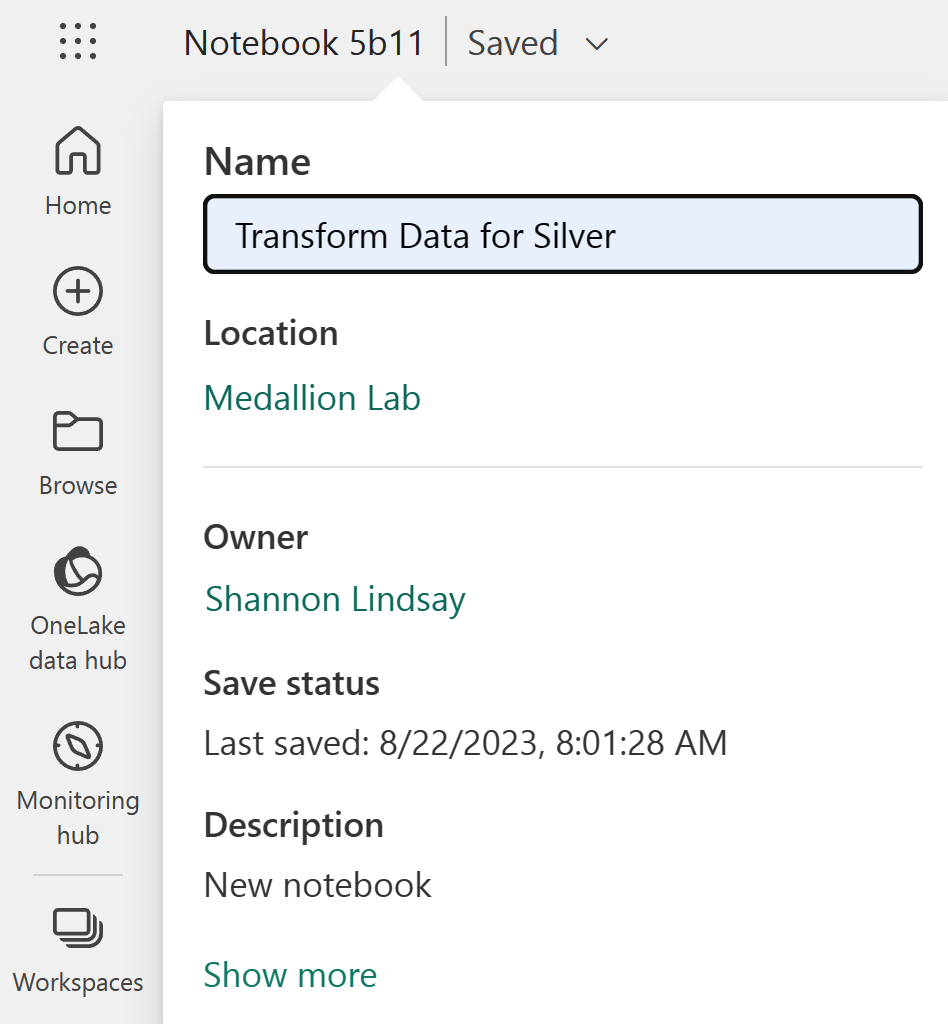 Notebook 5b11
Saved
Home
Create
Browse
OneLake
data hub
Monitoring
hub
Workspaces
Name
Transform Data for Silver
Location
Medallion Lab
Owner
Shannon Lindsay
Save status
Last saved: 8/22/2023, 8:01:28 AM
Description
New notebook
Show more